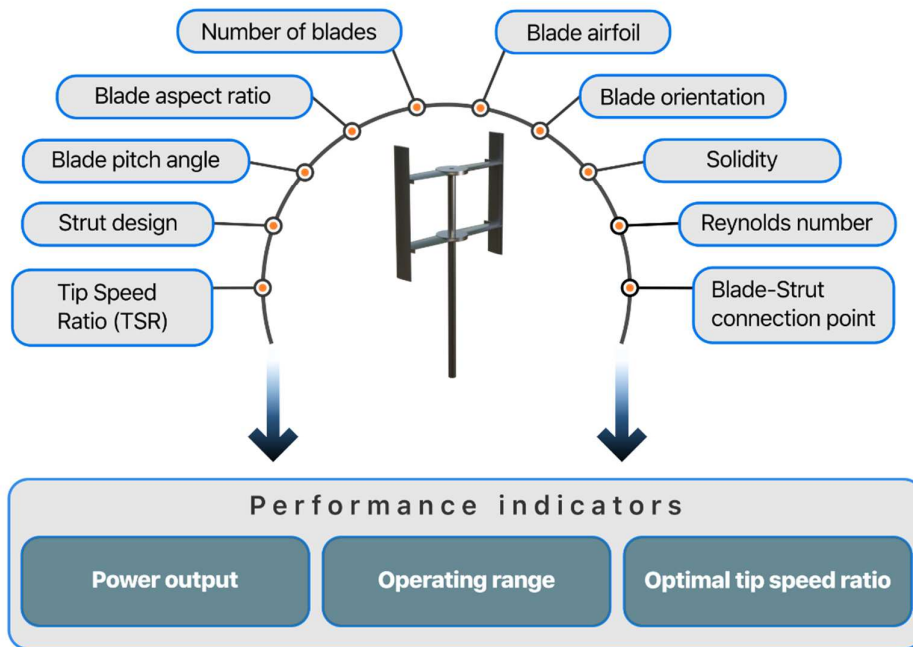 Number of blades
Blade airfoil
Blade aspect ratio
Blade orientation
Blade pitch angle
Solidity
Strut design
Reynolds number
Tip Speed
Ratio (TSR)
Blade-Strut
connection point
Performance indicators
Power output
Operating range
Optimal tip speed ratio